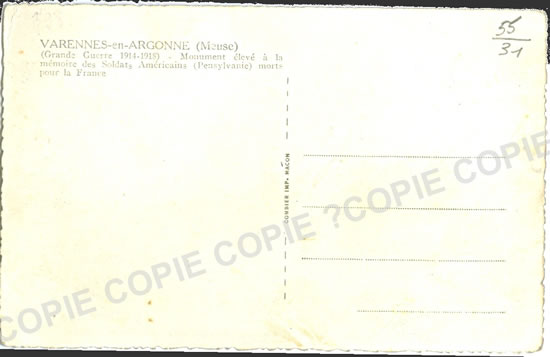 VARENNES-en-ARGONNE (Meuse)
(Grande Guerre 1914-1918) - Monument élevé à la
mémoire des Soldats Américains (Pensylvanie) morts
pour la France
55
31
COMBIER IMP. MACON
COPIE COPIE COPIE ?COPIE COPIE COPIE